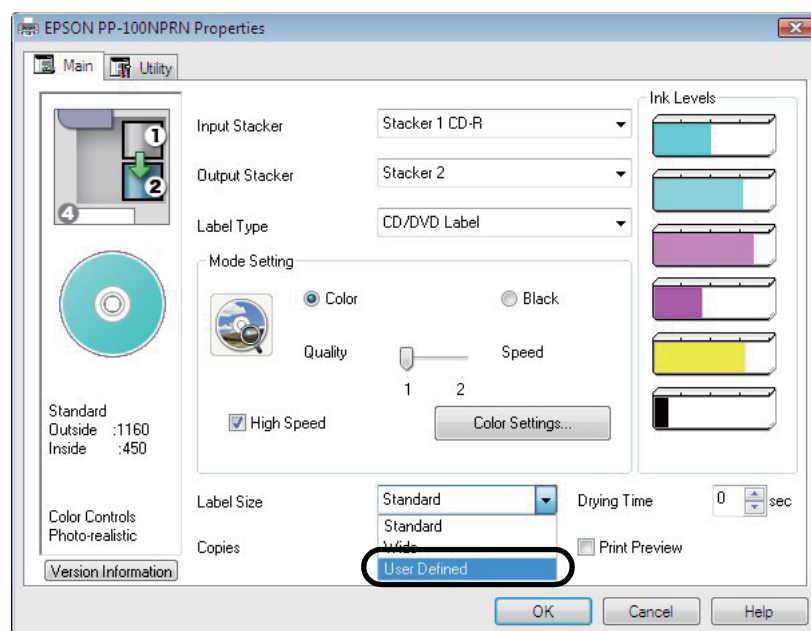 EPSON PP-100NPRN Properties
Main
Utility
1
2
4
Standard
Outside :1160
Inside :450
Color Controls
Photo-realistic
Version Information
Input Stacker
Stacker 1 CD-R
Output Stacker
Stacker 2
Label Type
CD/DVD Label
Mode Setting
Color
Black
Quality
Speed
1 2
High Speed
Color Settings...
Ink Levels
Label Size
Standard
Drying Time
0
sec
Standard
Wide
User Defined
Copies
Print Preview
OK
Cancel
Help